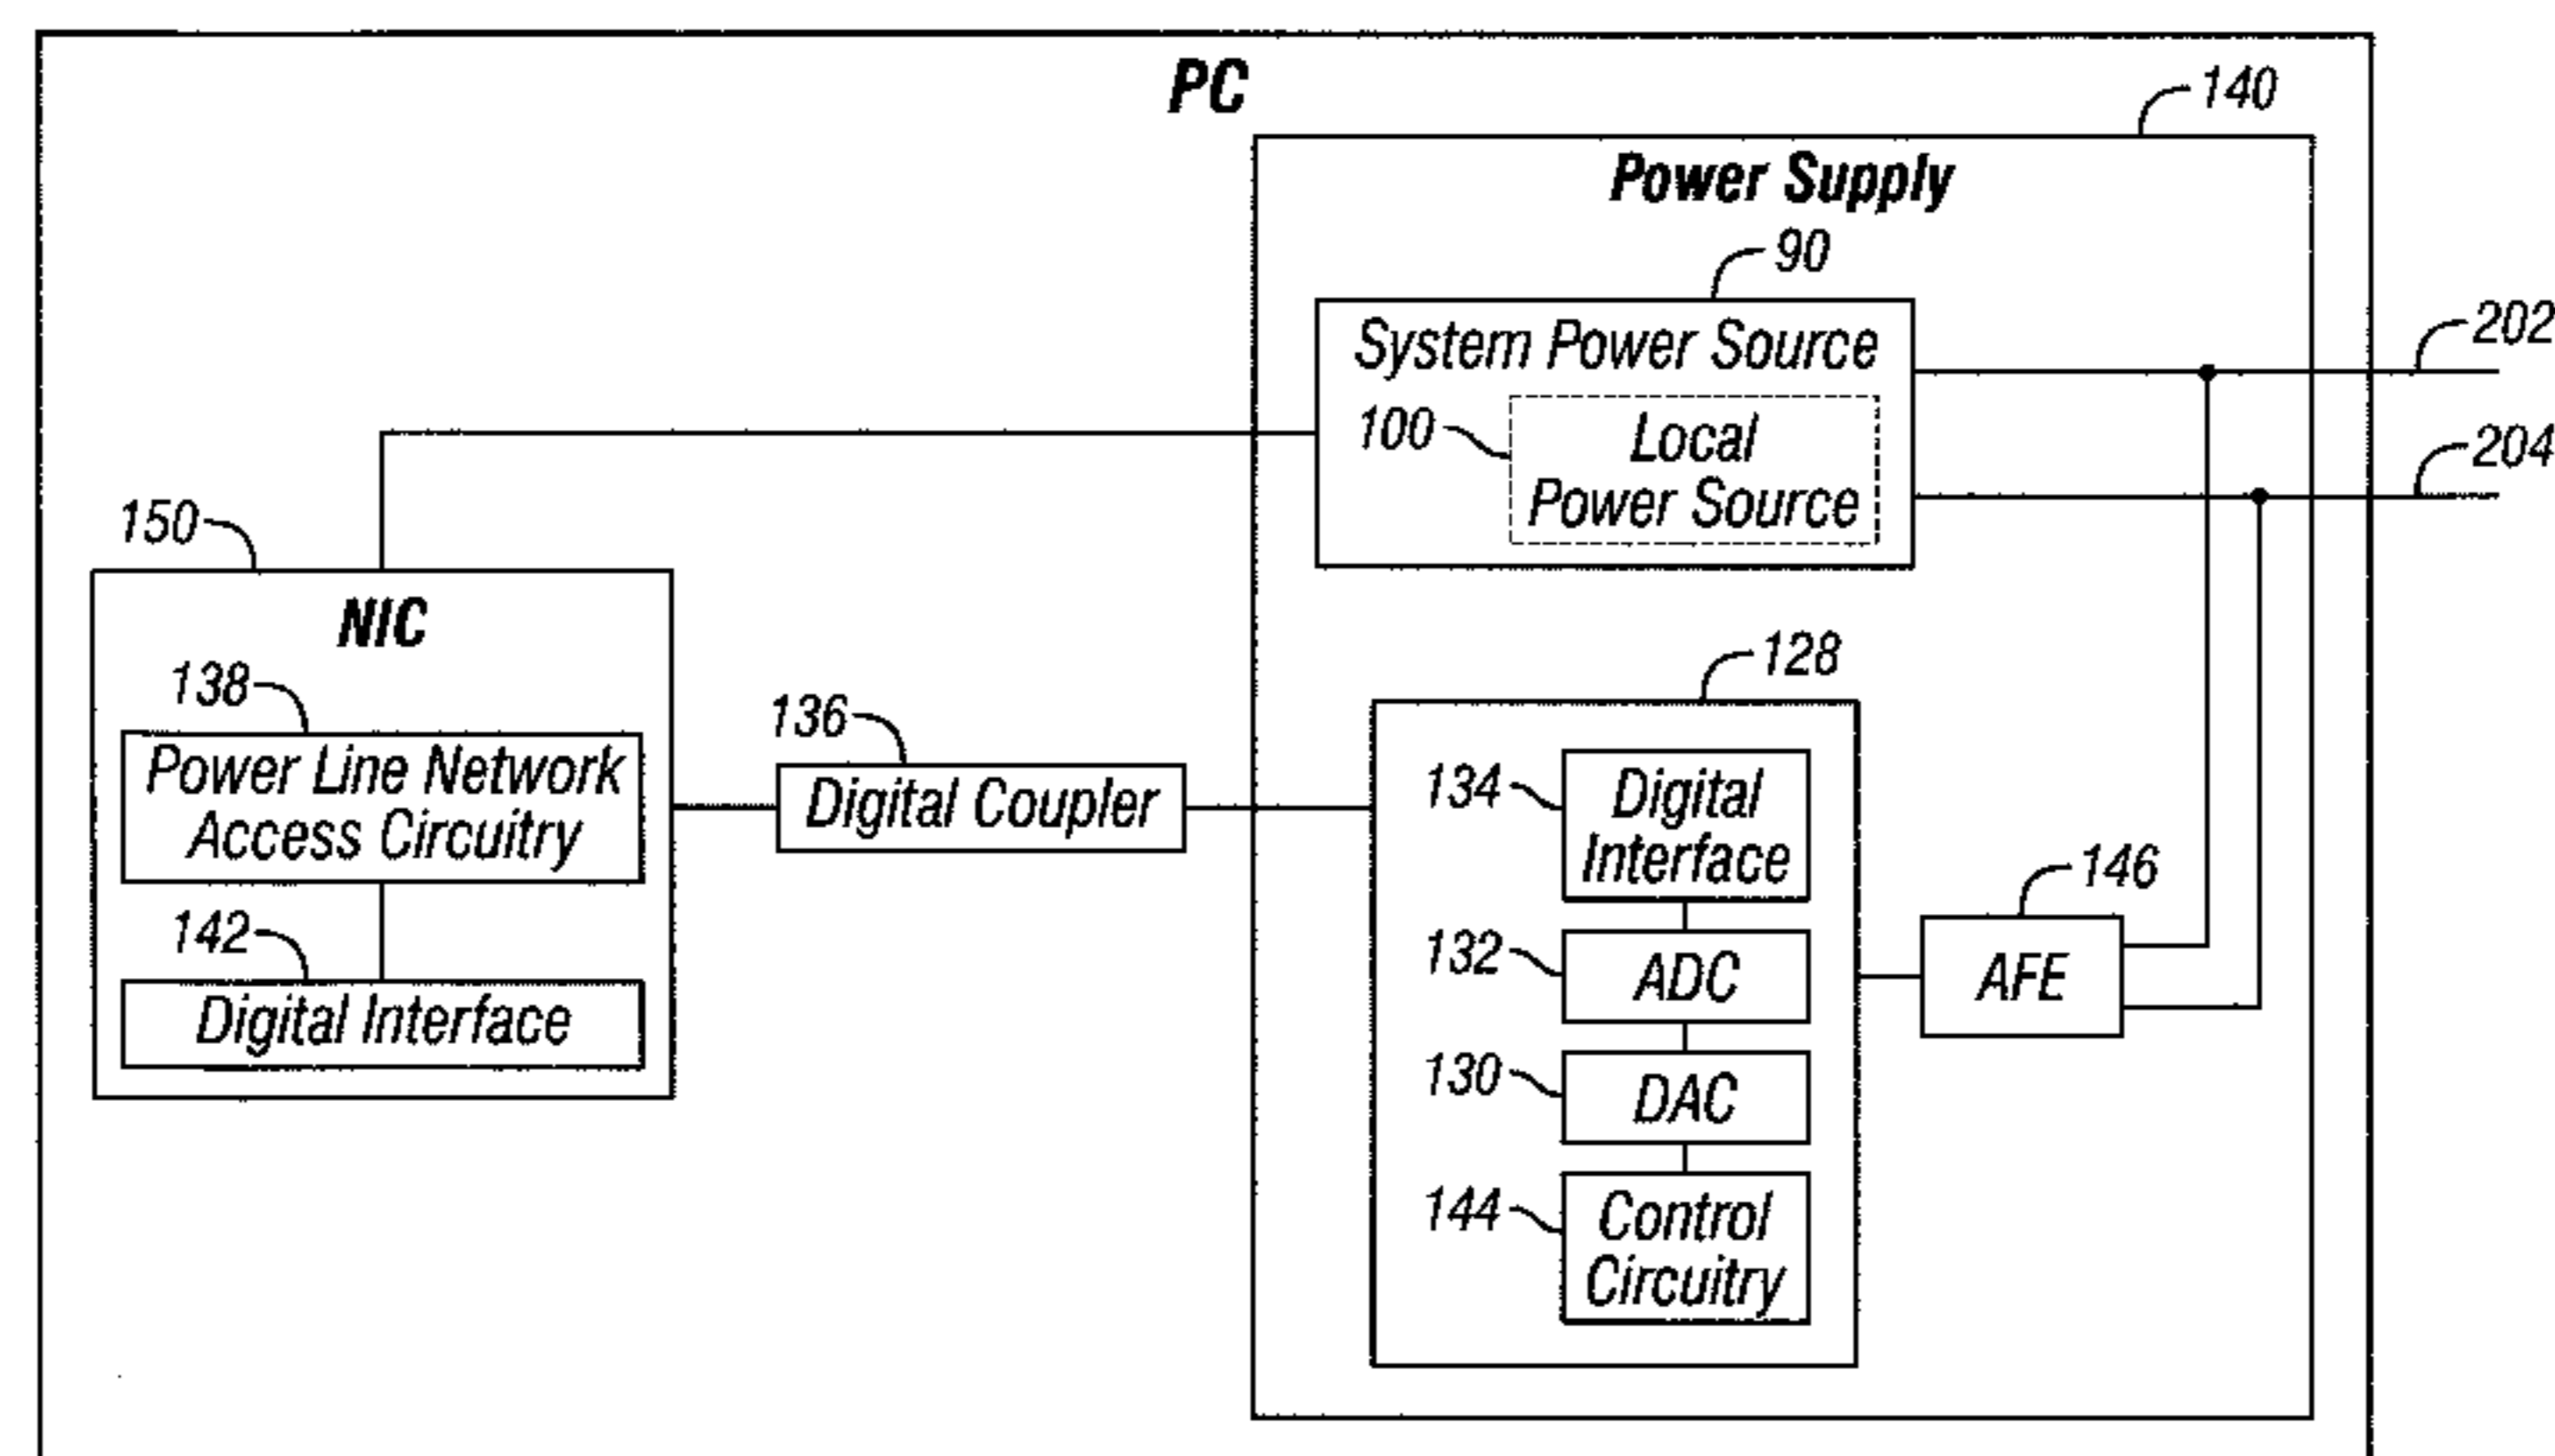 PC
140
Power Supply
90
202
System Power Source
100
Local
Power Source
204
150
NIC
138
Power Line Network
Access Circuitry
142
Digital Interface
136
Digital Coupler
128
134
Digital
Interface
132
ADC
130
DAC
144
Control
Circuitry
146
AFE